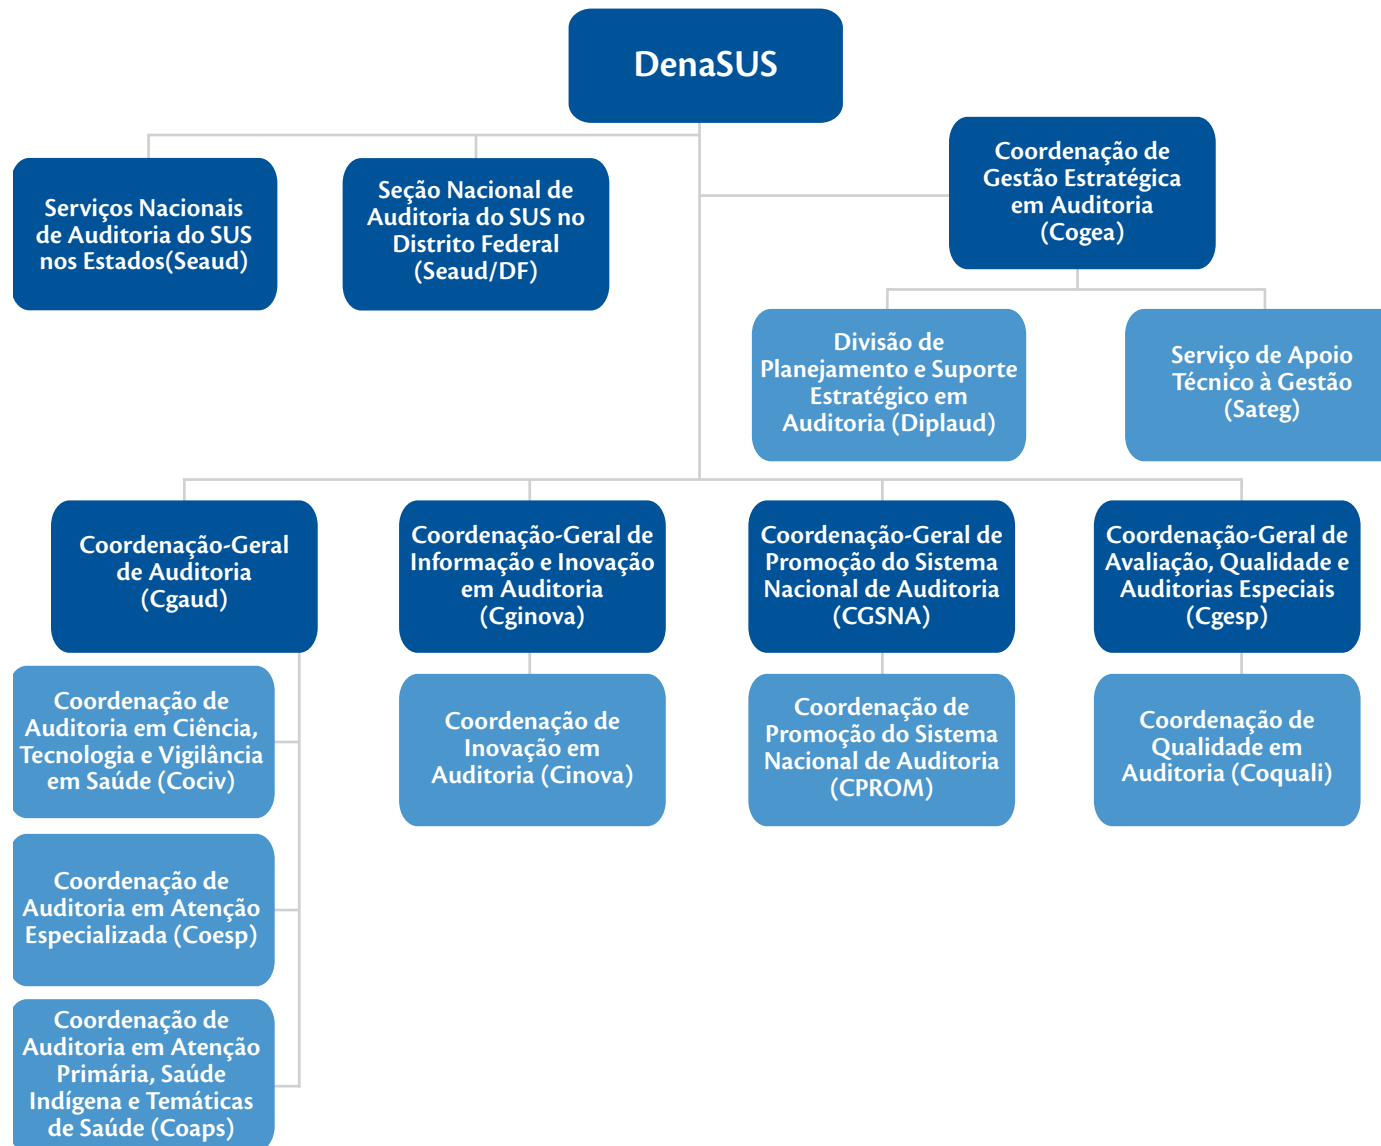 DenaSUS
Serviços Nacionais
de Auditoria do SUS
nos Estados(Seaud)
Seção Nacional de
Auditoria do SUS no
Distrito Federal
(Seaud/DF)
Coordenação de
Gestão Estratégica
em Auditoria
(Cogea)
Divisão de
Planejamento e Suporte
Estratégico em
Auditoria (Diplaud)
Serviço de Apoio
Técnico à Gestão
(Sateg)
Coordenação-Geral
de Auditoria
(Cgaud)
Coordenação-Geral de
Informação e Inovação
em Auditoria
(Cginova)
Coordenação-Geral de
Promoção do Sistema
Nacional de Auditoria
(CGSNA)
Coordenação-Geral de
Avaliação, Qualidade e
Auditorias Especiais
(Cgesp)
Coordenação de
Auditoria em Ciência,
Tecnologia e Vigilância
em Saúde (Cociv)
Coordenação de
Inovação em
Auditoria (Cinova)
Coordenação de
Promoção do Sistema
Nacional de Auditoria
(CPROM)
Coordenação de
Qualidade em
Auditoria (Coquali)
Coordenação de
Auditoria em Atenção
Especializada (Coesp)
Coordenação de
Auditoria em Atenção
Primária, Saúde
Indígena e Temáticas
de Saúde (Coaps)